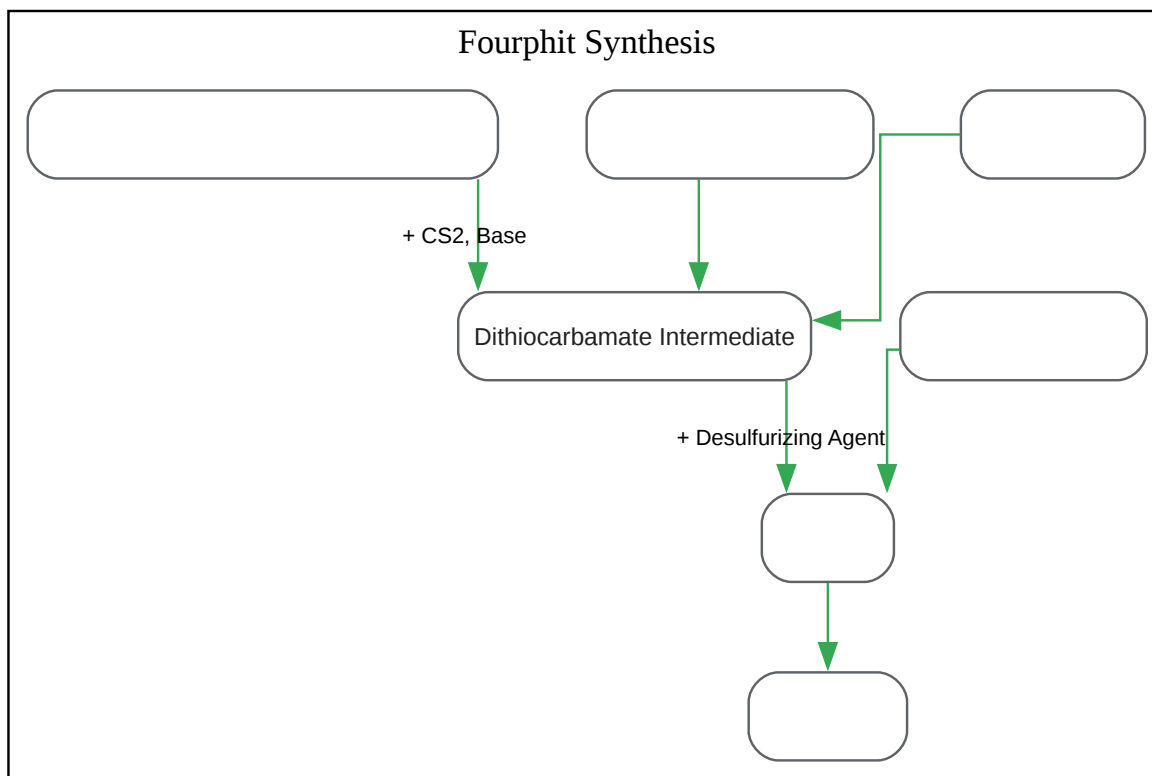 Fourphit Synthesis
+ CS2, Base
Dithiocarbamate Intermediate
+ Desulfurizing Agent